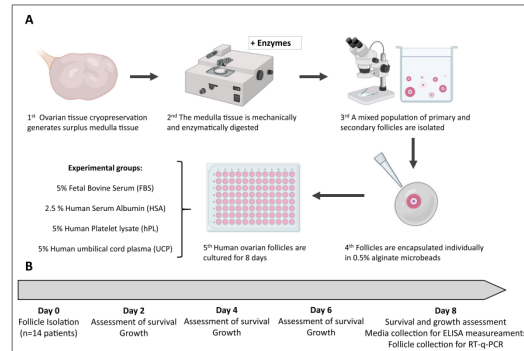 A
+ Enzymes
1st Ovarian tissue cryopreservation
generates surplus medulla tissue
2nd The medulla tissue is mechanically
and enzymatically digested
3rd A mixed population of primary and
secondary follicles are isolated
Experimental groups:
5% Fetal Bovine Serum (FBS)
2.5 % Human Serum Albumin (HSA)
5% Human Platelet lysate (hPL)
5% Human umbilical cord plasma (UCP)
5th Human ovarian follicles are
cultured for 8 days
4th Follicles are encapsulated individually
in 0.5% alginate microbeads
B
Day 0
Follicle Isolation
(n=14 patients)
Day 2
Assessment of survival
Growth
Day 4
Assessment of survival
Growth
Day 6
Assessment of survival
Growth
Day 8
Survival and growth assessment
Media collection for ELISA measureaments
Follicle collection for RT-q-PCR